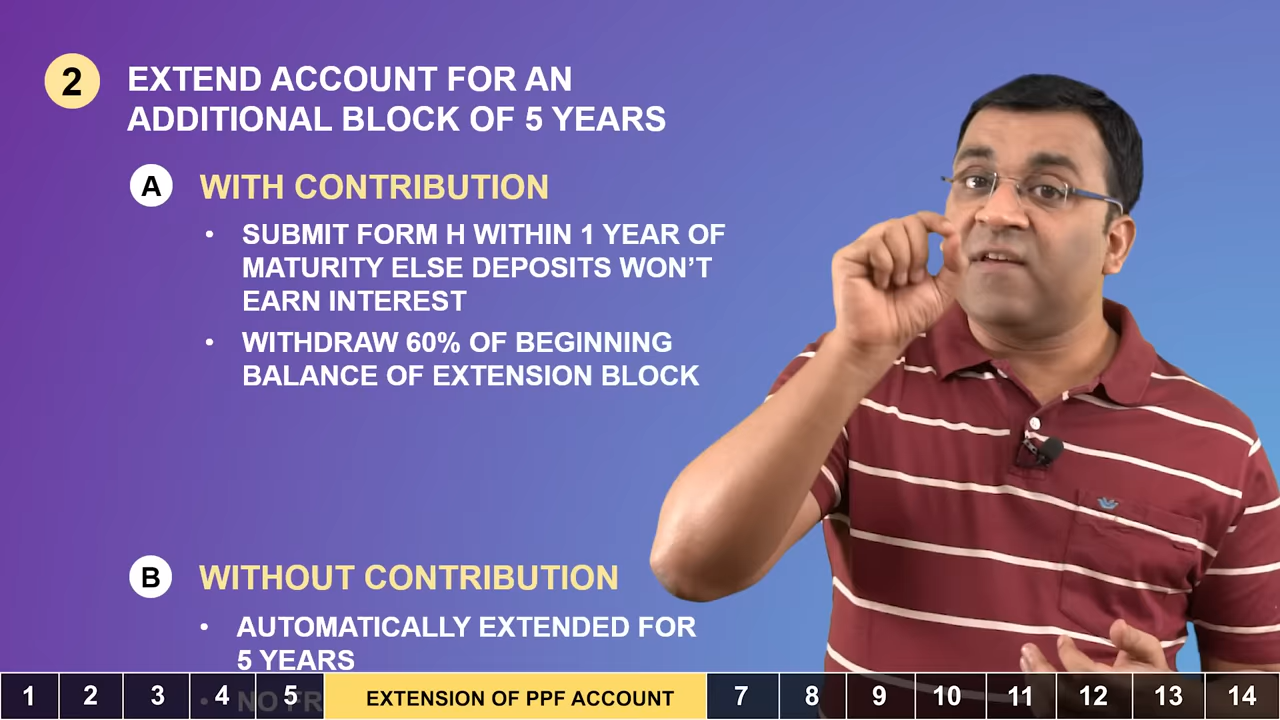 2
EXTEND ACCOUNT FOR AN
ADDITIONAL BLOCK OF 5 YEARS
A
WITH CONTRIBUTION
• SUBMIT FORM H WITHIN 1 YEAR OF
MATURITY ELSE DEPOSITS WON'T
EARN INTEREST
• WITHDRAW 60% OF BEGINNING
BALANCE OF EXTENSION BLOCK
B
WITHOUT CONTRIBUTION
• AUTOMATICALLY EXTENDED FOR
5 YEARS
• NO
1 2 3 4 5 EXTENSION OF PPF ACCOUNT 7 8 9 10 11 12 13 14